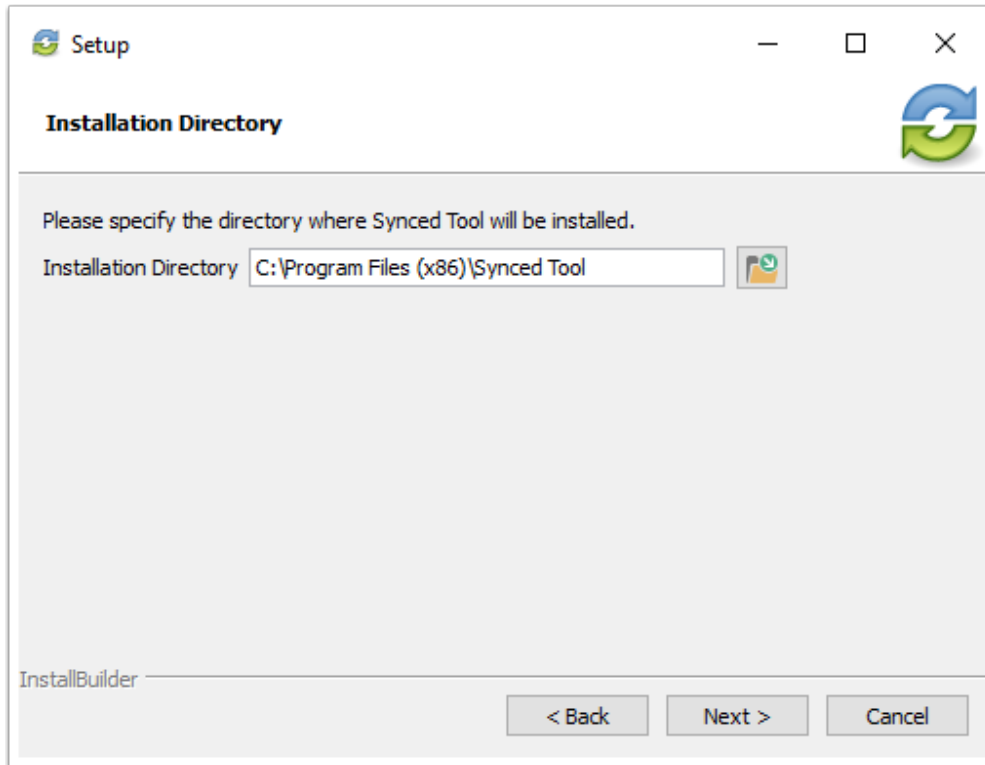 Setup
Installation Directory
Please specify the directory where Synced Tool will be installed.
Installation Directory C:\Program Files (x86)\Synced Tool
InstallBuilder
< Back Next > Cancel